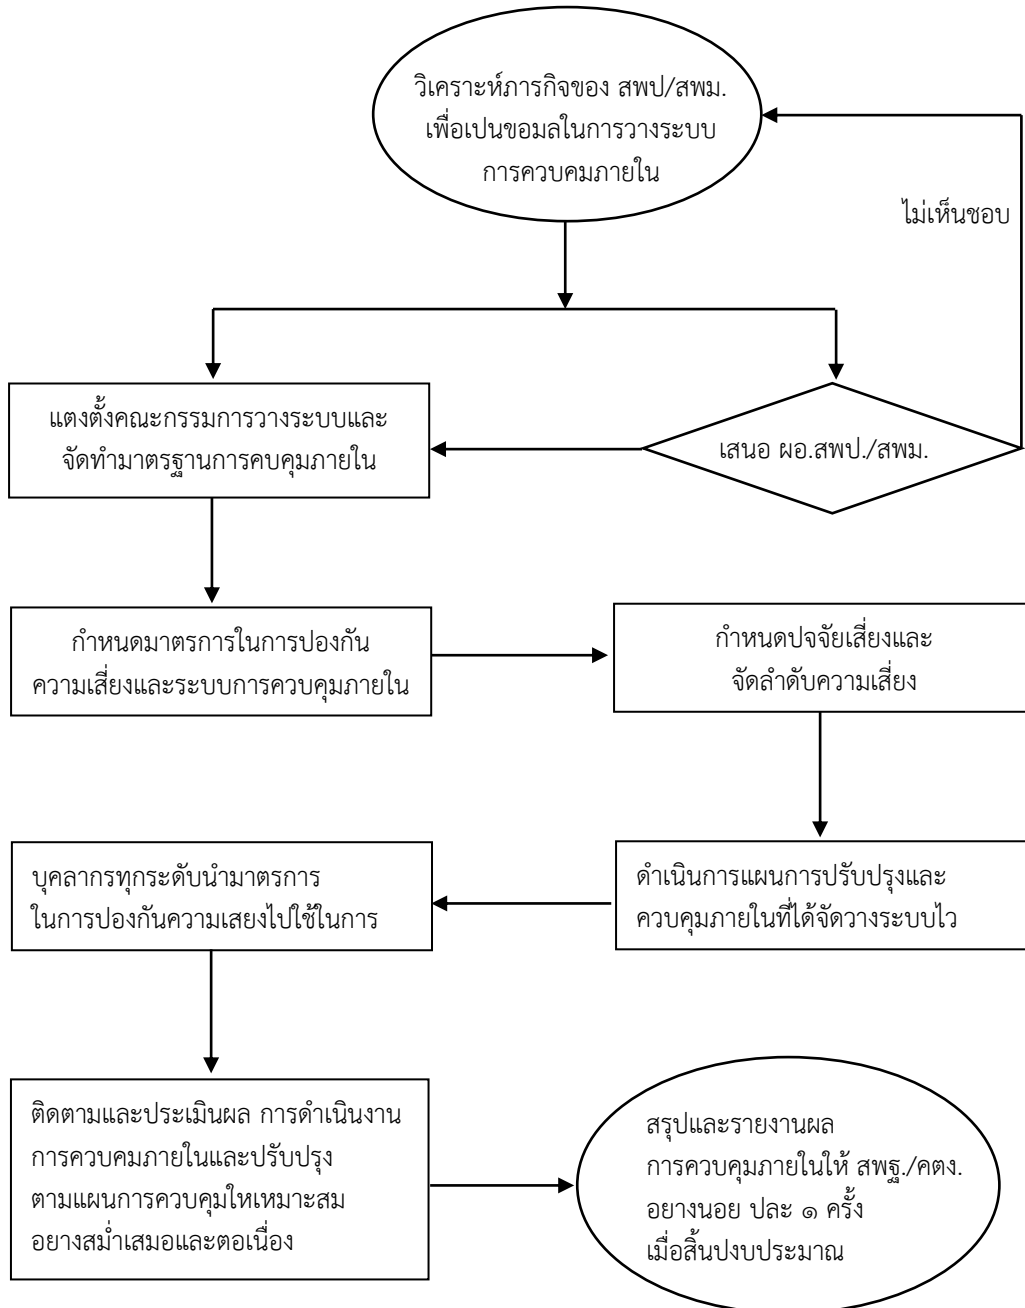 วิเคราะห์ภารกิจของ สพป/สพม.
เพื่อเปนขอมลในการวางระบบ
การควบคมภายใน
ไม่เห็นชอบ
แตงตั้งคณะกรรมการวางระบบและ
จัดทำมาตรฐานการคบคุมภายใน
เสนอ ผอ.สพป./สพม.
กำหนดมาตรการในการปองกัน
ความเสี่ยงและระบบการควบคุมภายใน
กำหนดปจจัยเสี่ยงและ
จัดลำดับความเสี่ยง
ดำเนินการแผนการปรับปรุงและ
ควบคุมภายในที่ได้จัดวางระบบไว
บุคลากรทุกระดับนำมาตรการ
ในการปองกันความเสยงไปใช้ในการ
ติดตามและประเมินผล การดำเนินงาน
การควบคมภายในและปรับปรุง
ตามแผนการควบคุมใหเหมาะสม
อยางสม่ำเสมอและตอเนื่อง
สรุปและรายงานผล
การควบคุมภายในให้ สพฐ./คตง.
อยางนอย ปละ ๑ ครั้ง
เมื่อสิ้นปงบประมาณ